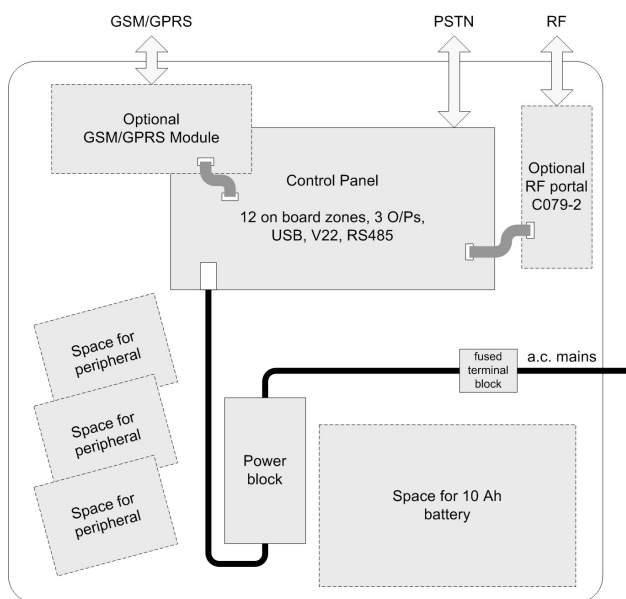 GSM/GPRS
PSTN
RF
Optional
GSM/GPRS Module
Control Panel
12 on board zones, 3 O/Ps,
USB, V22, RS485
Optional
RF portal
C079-2
Space for
peripheral
Space for
peripheral
Space for
peripheral
fused
terminal
block
a.c. mains
Power
block
Space for 10 Ah
battery